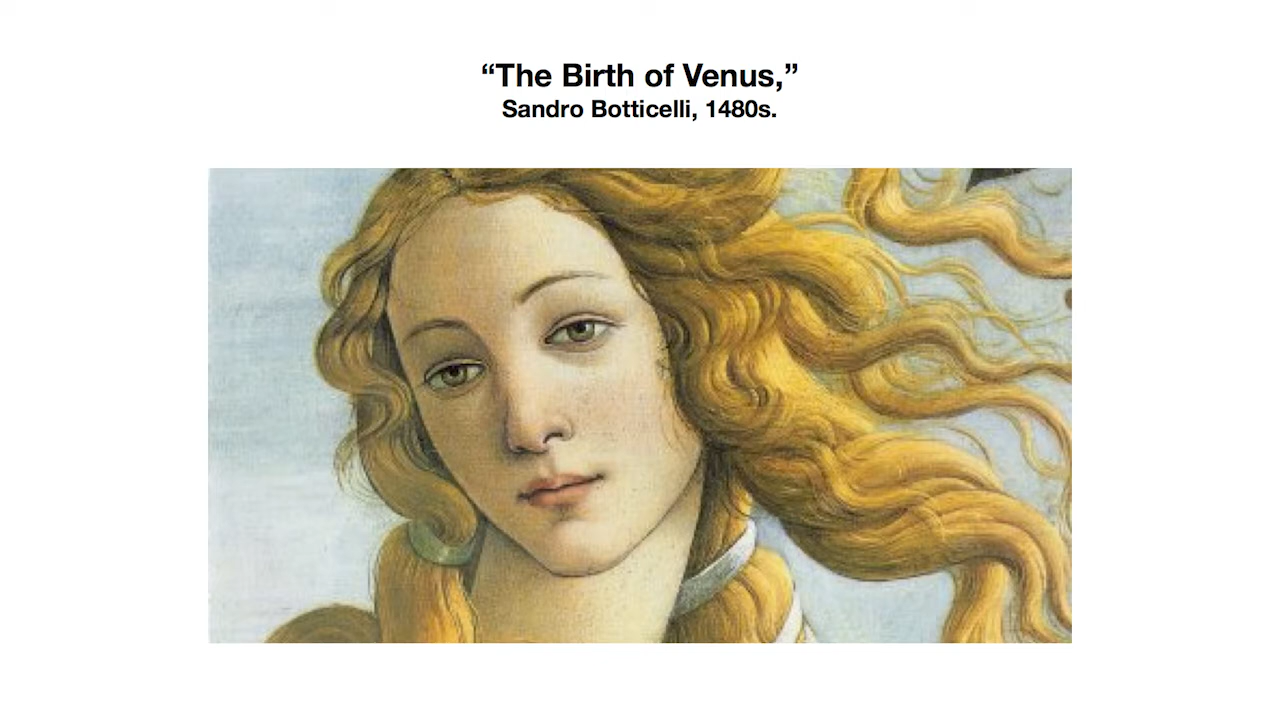 “The Birth of Venus,”
Sandro Botticelli, 1480s.